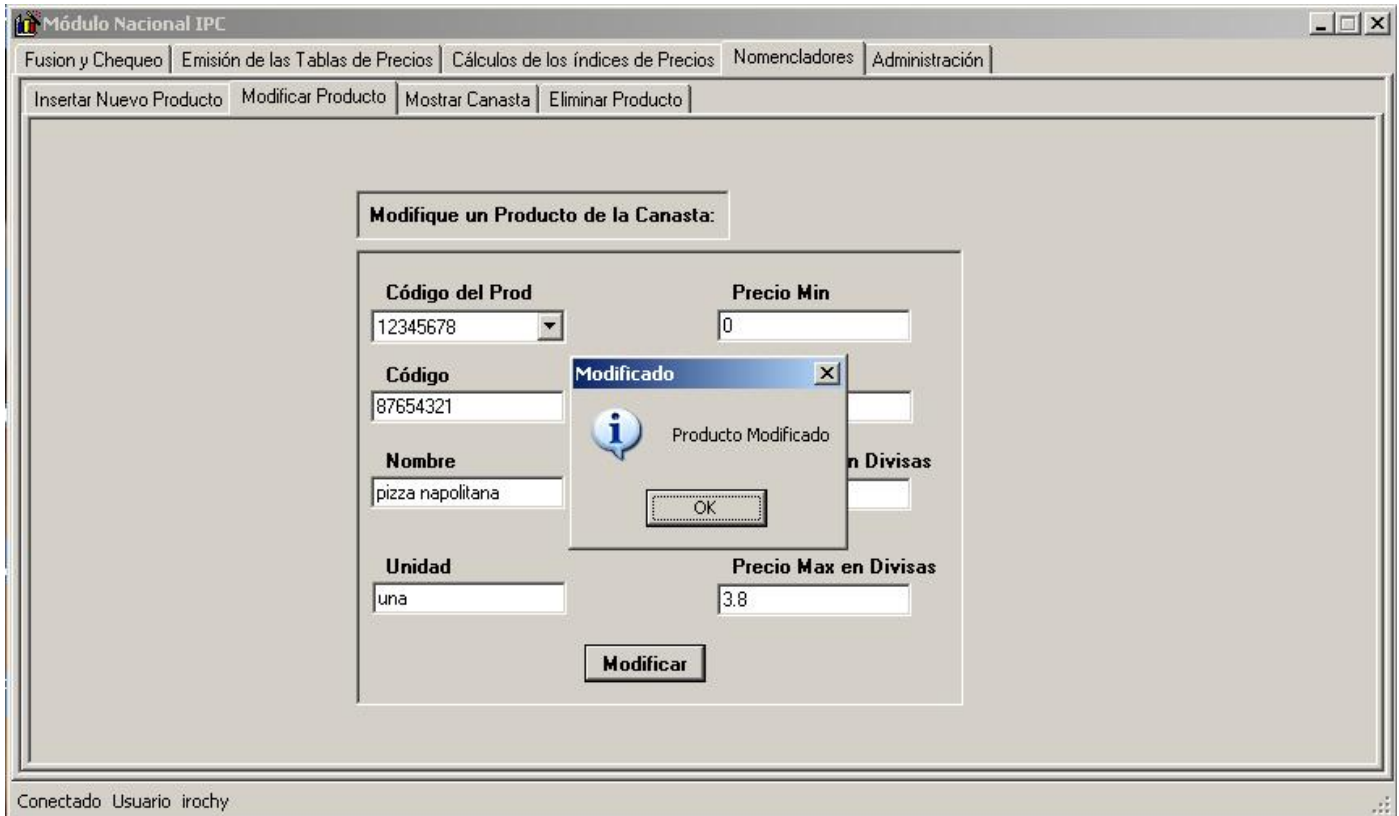 Módulo Nacional IPC
Fusion y Chequeo Emisión de las Tablas de Precios Cálculos de los índices de Precios Nomencladores Administración
Insertar Nuevo Producto Modificar Producto Mostrar Canasta Eliminar Producto
Modifique un Producto de la Canasta:
Código del Prod Precio Min
12345678 0
Código
87654321
Modificado
Producto Modificado
OK
Nombre n Divisas
pizza napolitana
Unidad Precio Max en Divisas
una 3.8
Modificar
Conectado Usuario irochy